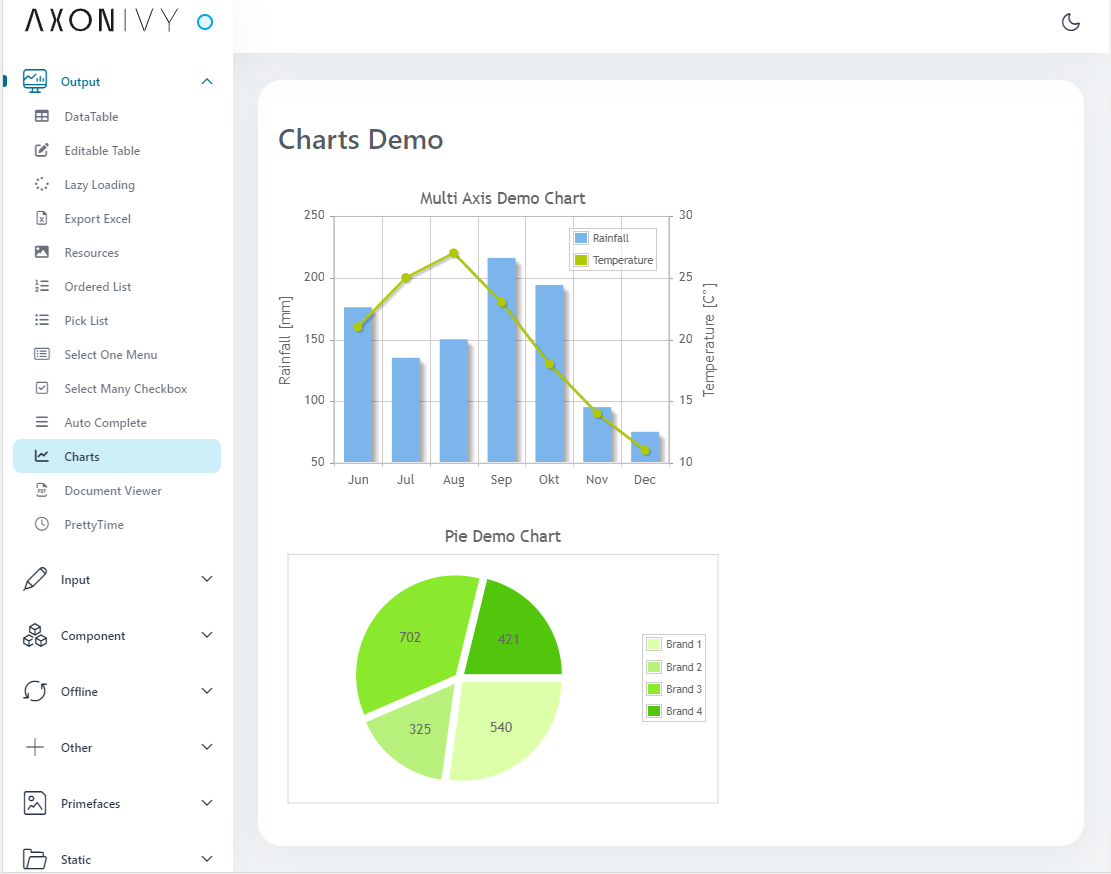 AXONIVY
Output
DataTable
Editable Table
Lazy Loading
Export Excel
Resources
Ordered List
Pick List
Select One Menu
Select Many Checkbox
Auto Complete
Charts
Document Viewer
PrettyTime
Input
Component
Offline
Other
Primefaces
Static
Charts Demo
Multi Axis Demo Chart
250
200
150
100
50
Rainfall [mm]
30
25
20
15
10
Temperature [C°]
Rainfall
Temperature
Jun Jul Aug Sep Okt Nov Dec
Pie Demo Chart
702
421
325
540
Brand 1
Brand 2
Brand 3
Brand 4